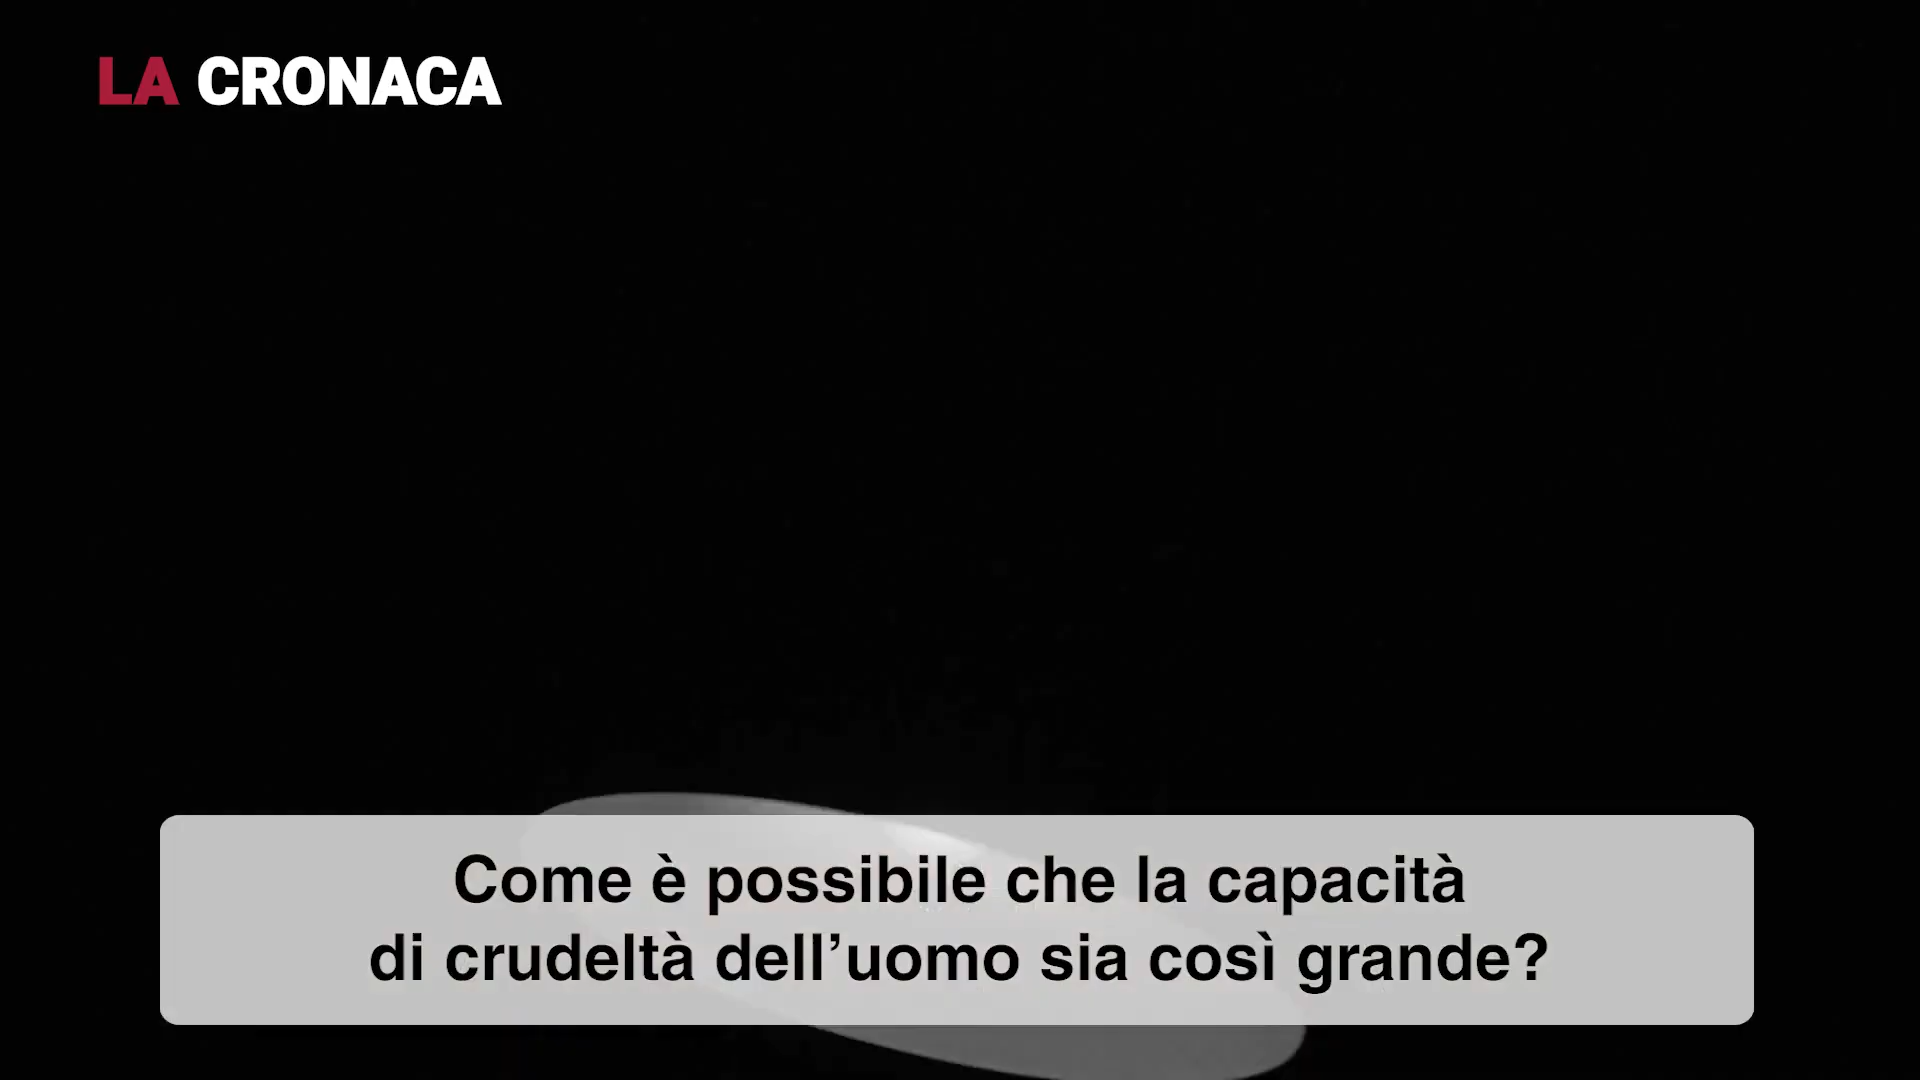 LA CRONACA
Come è possibile che la capacità
di crudeltà dell’uomo sia così grande?